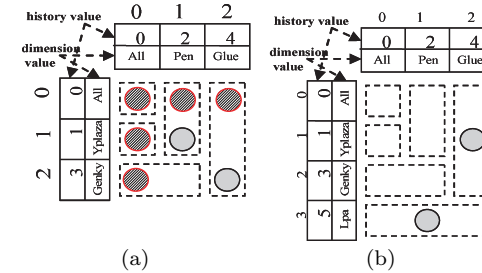 0 1 2
history value
0 2 4
All Pen Glue
dimension value
0 0 All
1 1 Yplaza
2 3 Genky
(a)
0 1 2
history value
0 2 4
All Pen Glue
dimension value
0 0 All
1 1 Yplaza
2 3 Genky
3 5 Lpa
(b)